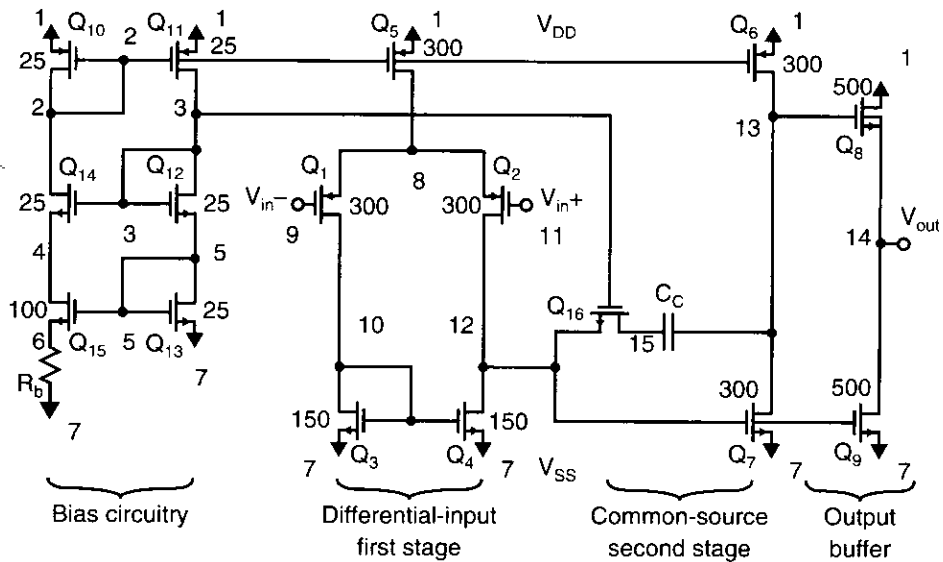 1 Q10 2 Q11 1 25 Q5 1 300 VDD Q6 1 300 1
25 500
2 3 13 Q8
Q14 Q12 Q1 8 Q2
25 25 Vin− 300 300 Vin+ Vout
3 9 11 14
4 5
Q16 CC
100 25 10 12 15
6 Q15 5 Q13 300 500
Rb 7 150 150
7 7 Q3 Q4 7 VSS Q7 7 Q9 7
Bias circuitry
Differential-input
first stage
Common-source
second stage
Output
buffer